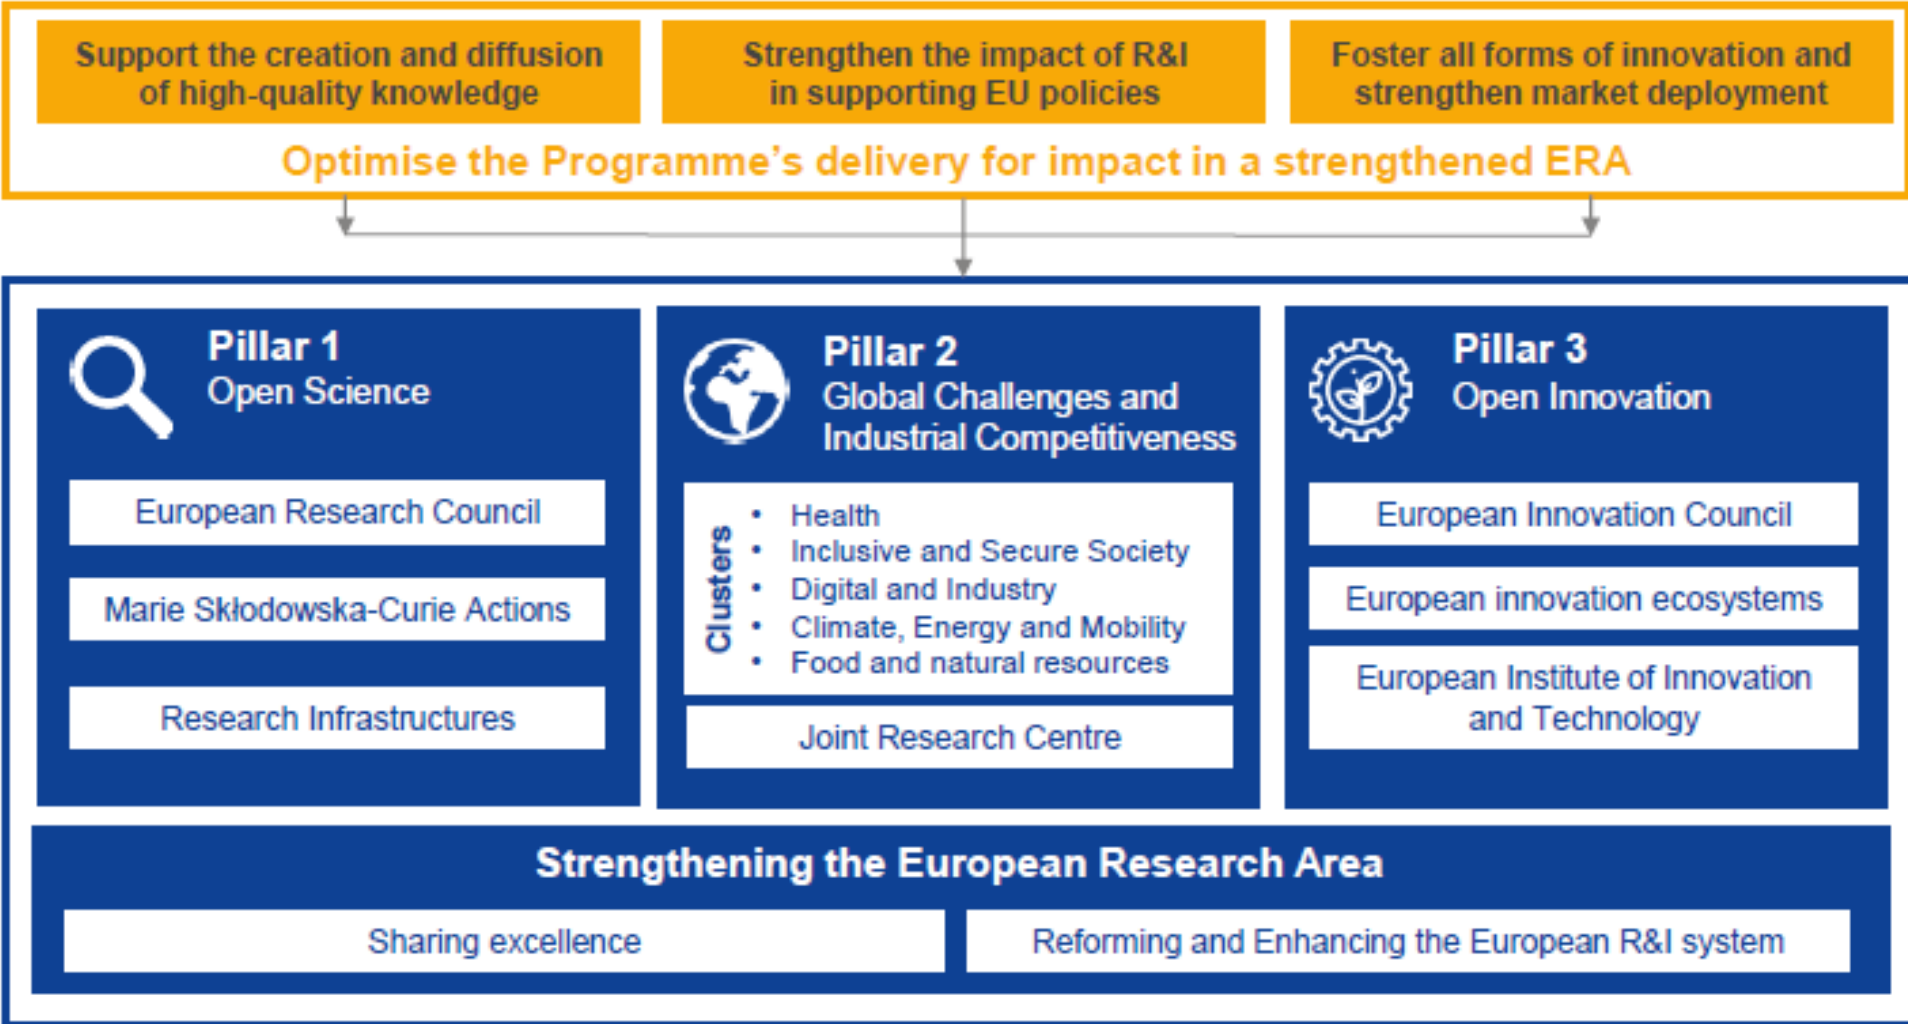 Support the creation and diffusion
of high-quality knowledge
Strengthen the impact of R&I
in supporting EU policies
Foster all forms of innovation and
strengthen market deployment
Optimise the Programme’s delivery for impact in a strengthened ERA
Pillar 1
Open Science
European Research Council
Marie Skłodowska-Curie Actions
Research Infrastructures
Pillar 2
Global Challenges and
Industrial Competitiveness
Clusters
• Health
• Inclusive and Secure Society
• Digital and Industry
• Climate, Energy and Mobility
• Food and natural resources
Joint Research Centre
Pillar 3
Open Innovation
European Innovation Council
European innovation ecosystems
European Institute of Innovation
and Technology
Strengthening the European Research Area
Sharing excellence
Reforming and Enhancing the European R&I system